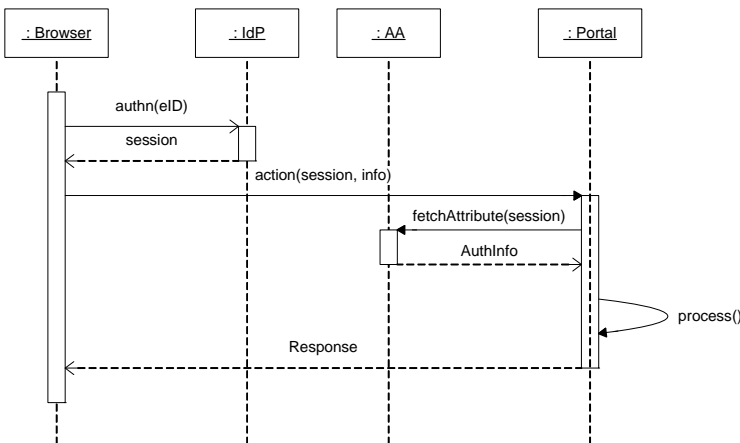 : Browser
: IdP
: AA
: Portal
authn(eID)
session
action(session, info)
fetchAttribute(session)
AuthInfo
process()
Response